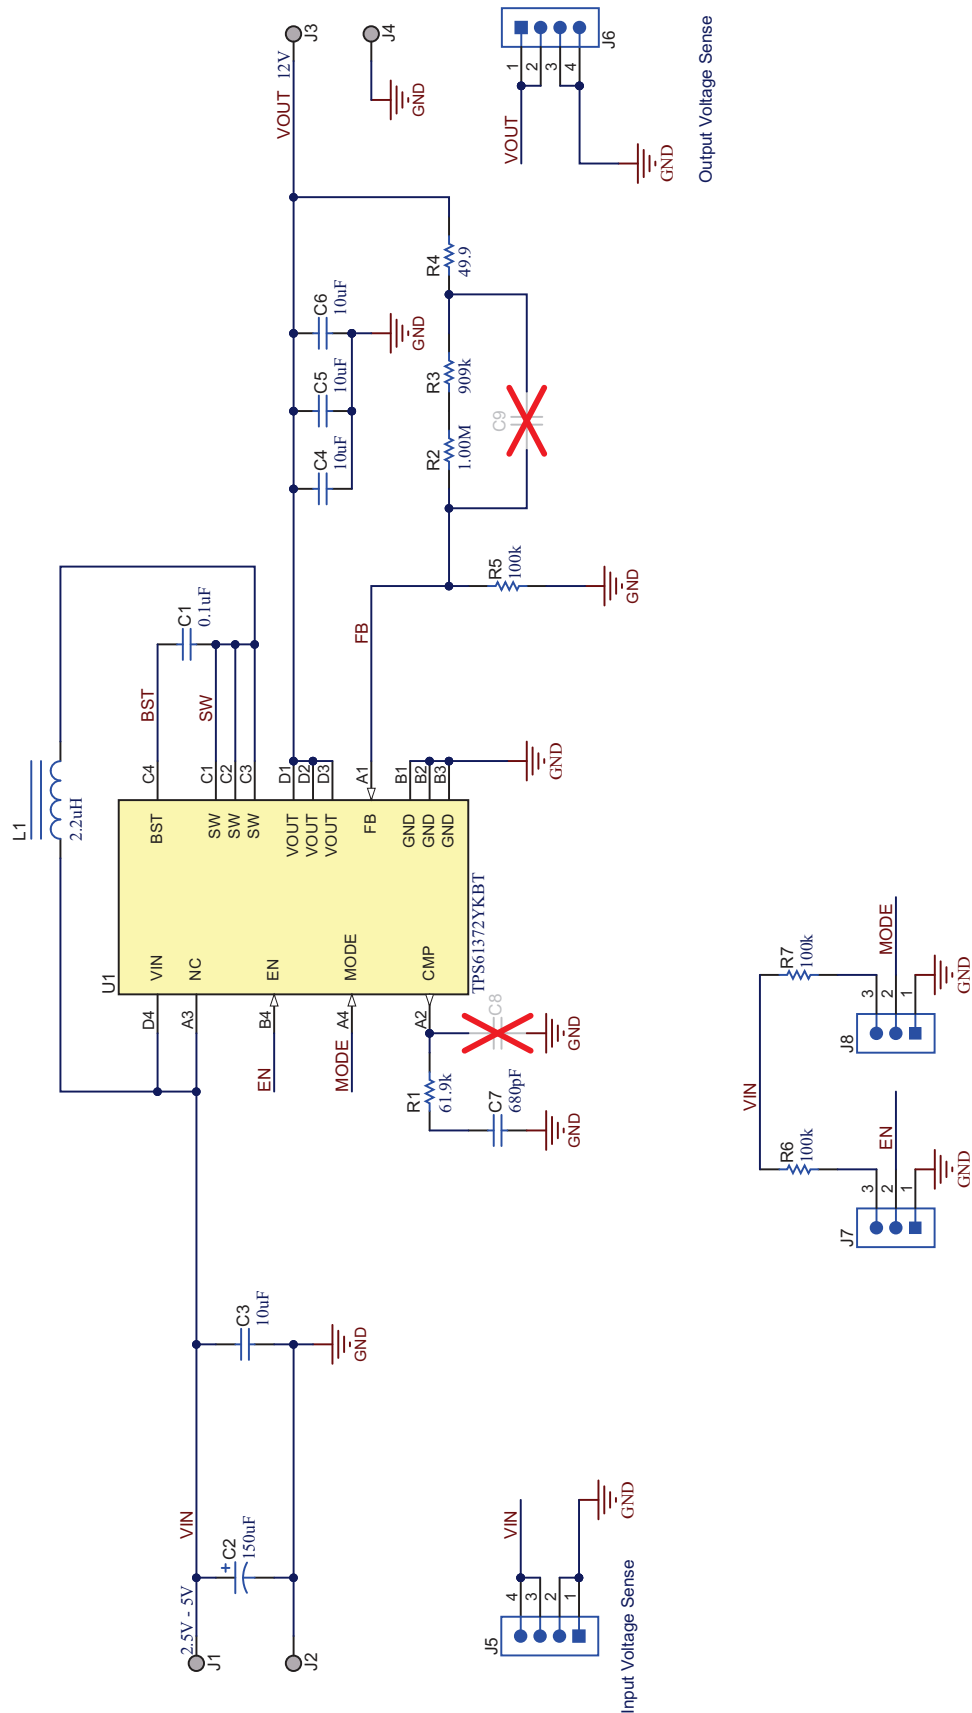 L1
2.2uH
U1
VIN
NC
EN
MODE
CMP
BST
SW
SW
SW
VOUT
VOUT
VOUT
FB
GND
GND
GND
TPS61372YKBT
D4
A3
B4
A4
A2
C4
C1
C2
C3
D1
D2
D3
A1
B1
B2
B3
BST
SW
C1
0.1uF
J1
2.5V - 5V
VIN
J2
C2
+
150uF
C3
10uF
GND
EN
MODE
R1
61.9k
C7
680pF
GND
C8
GND
GND
FB
R5
100k
GND
C4
10uF
C5
10uF
C6
10uF
GND
R2
1.00M
R3
909k
R4
49.9
C9
VOUT
12V
J3
J4
GND
J5
4
3
2
1
VIN
GND
Input Voltage Sense
J6
1
2
3
4
VOUT
GND
Output Voltage Sense
VIN
R6
100k
R7
100k
J7
3
2
1
EN
GND
J8
3
2
1
MODE
GND